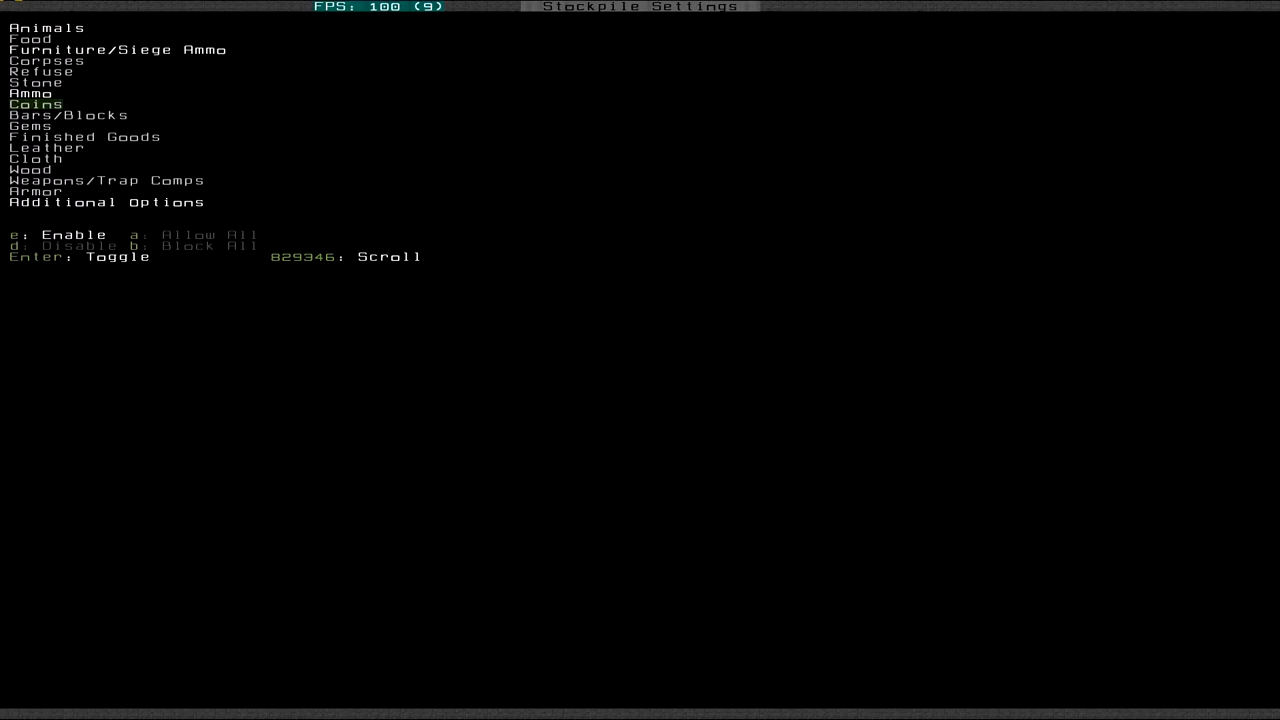 FPS: 100 (9) Stockpile Settings
Animals
Food
Furniture/Siege Ammo
Corpses
Refuse
Stone
Ammo
Coins
Bars/Blocks
Gems
Finished Goods
Leather
Cloth
Wood
Weapons/Trap Comps
Armor
Additional Options
e: Enable a: Allow All
d: Disable b: Block All
Enter: Toggle 829346: Scroll